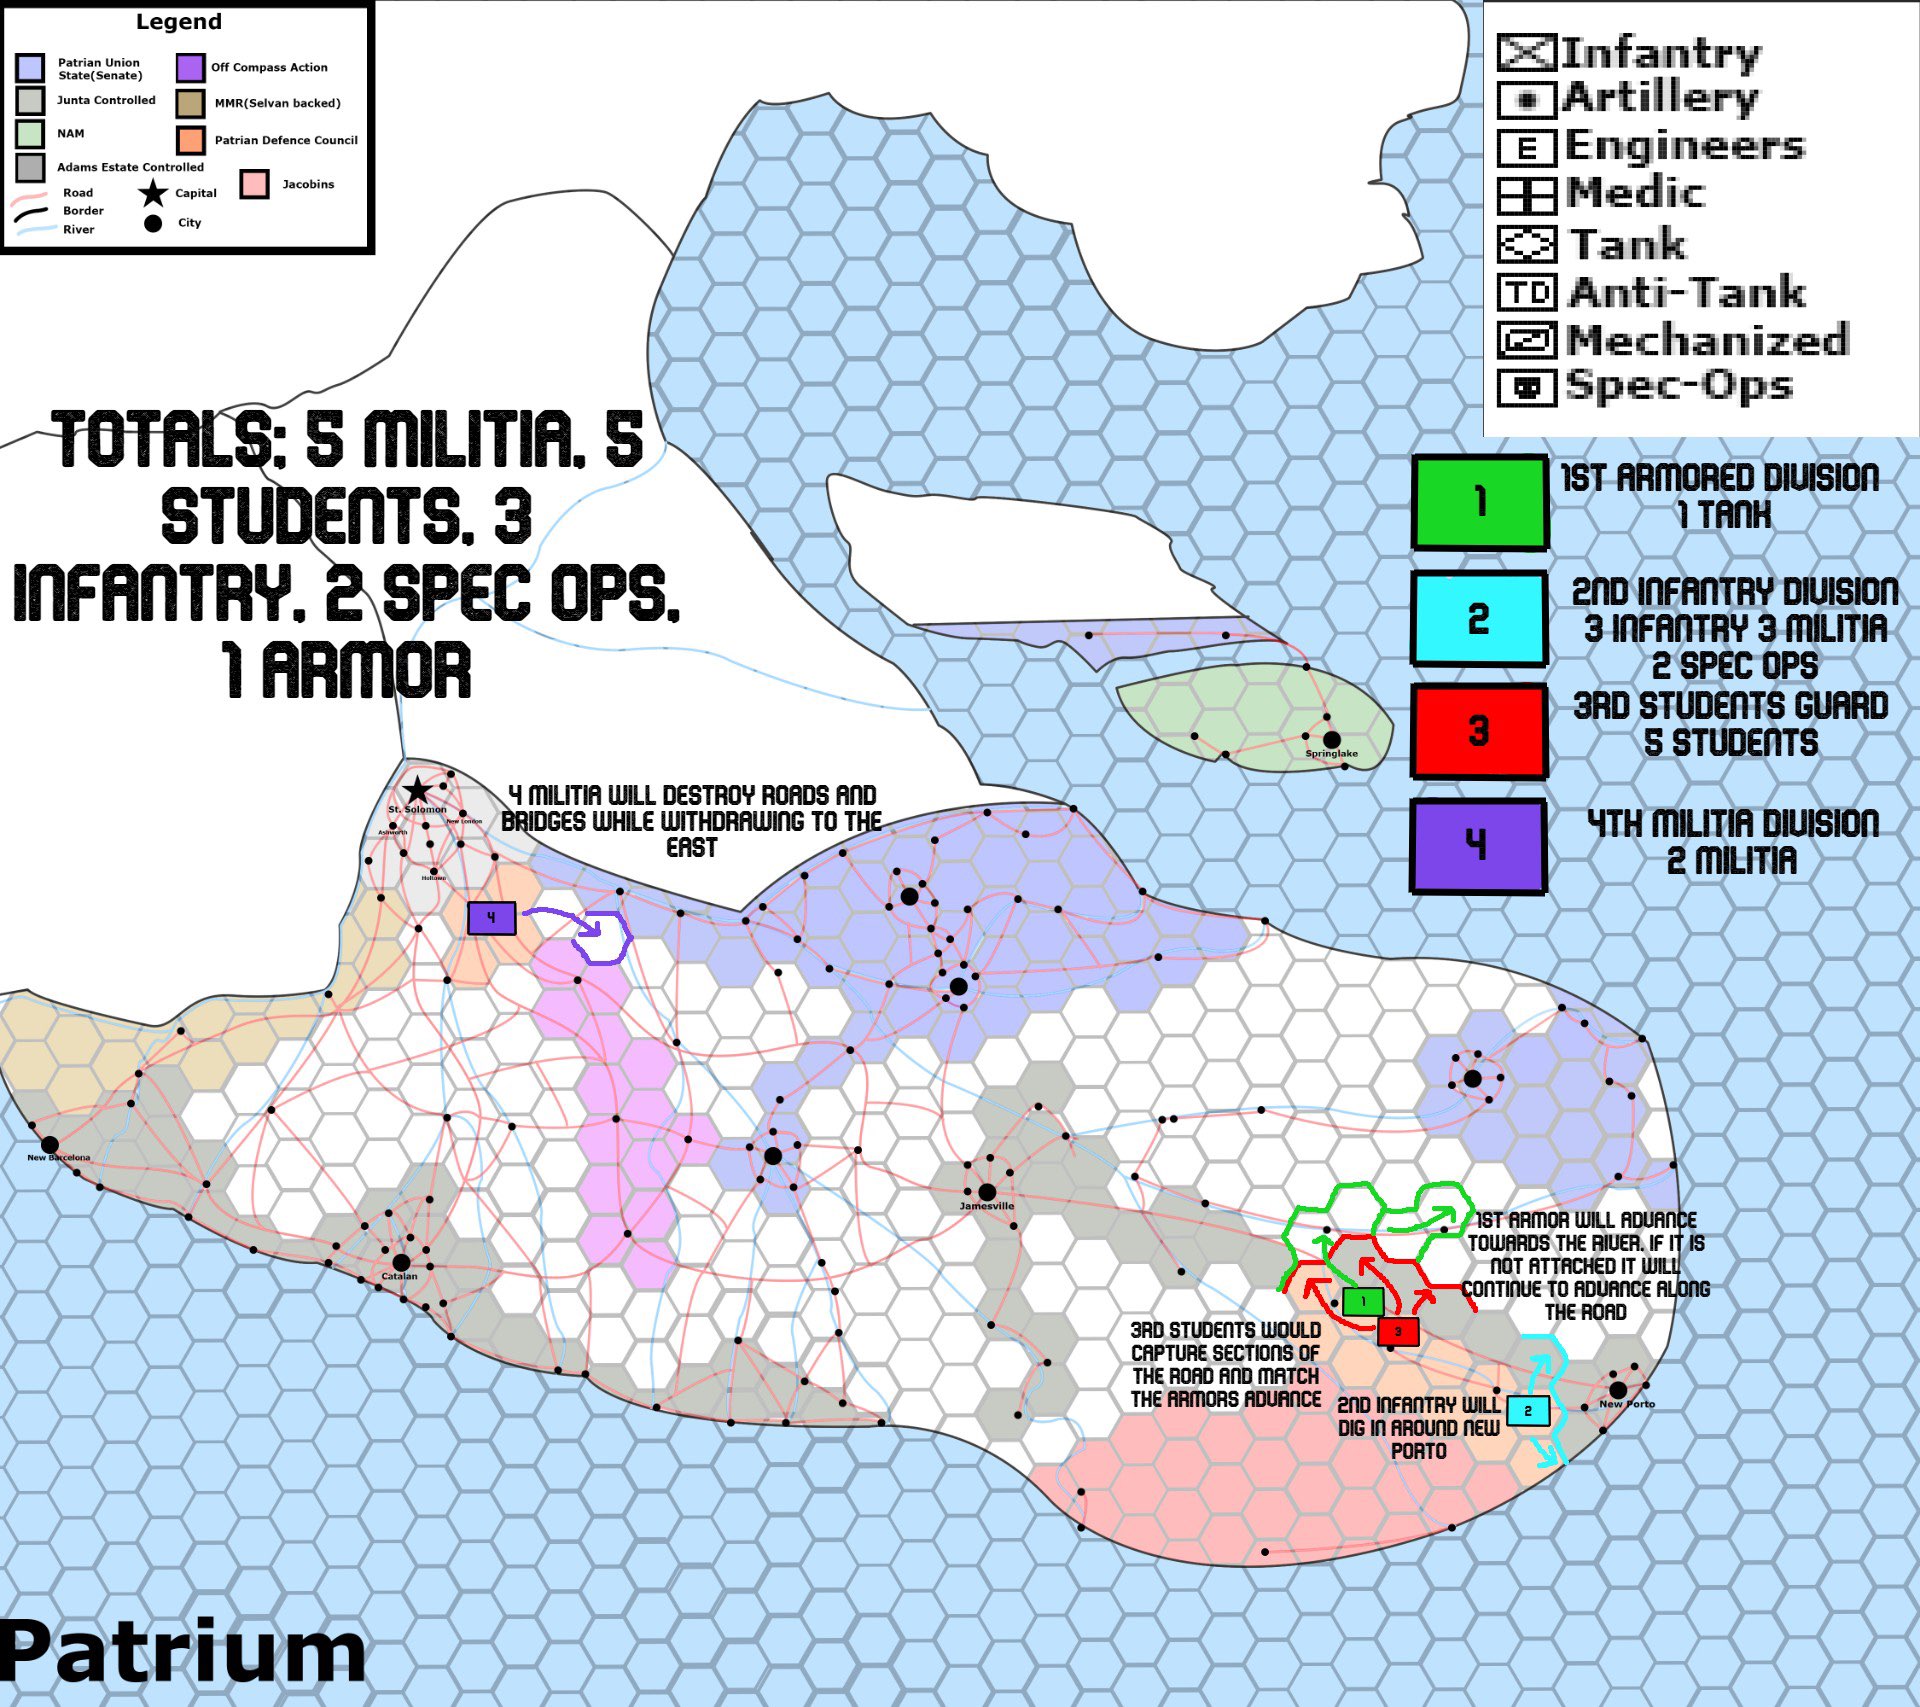 Legend
Patrian Union
State(Senate)
Off Compass Action
Junta Controlled
MMR(Selvan backed)
NAM
Patrian Defence Council
Adams Estate Controlled
Road
Capital
Jacobins
Border
River
City
Infantry
Artillery
E Engineers
Medic
Tank
TD Anti-Tank
Mechanized
Spec-Ops
TOTALS; 5 MILITIA, 5
STUDENTS, 3
INFANTRY, 2 SPEC OPS,
1 ARMOR
1
1ST ARMORED DIVISION
1 TANK
2
2ND INFANTRY DIVISION
3 INFANTRY 3 MILITIA
2 SPEC OPS
3
3RD STUDENTS GUARD
5 STUDENTS
4
4TH MILITIA DIVISION
2 MILITIA
Springlake
St. Solomon
New London
Ashworth
Holtown
4 MILITIA WILL DESTROY ROADS AND
BRIDGES WHILE WITHDRAWING TO THE
EAST
4
New Barcelona
Catalan
Jamesville
1ST ARMOR WILL ADVANCE
TOWARDS THE RIVER. IF IT IS
NOT ATTACHED IT WILL
CONTINUE TO ADVANCE ALONG
THE ROAD
1
3
3RD STUDENTS WOULD
CAPTURE SECTIONS OF
THE ROAD AND MATCH
THE ARMORS ADVANCE
2ND INFANTRY WILL
DIG IN AROUND NEW
PORTO
2
New Porto
Patrium